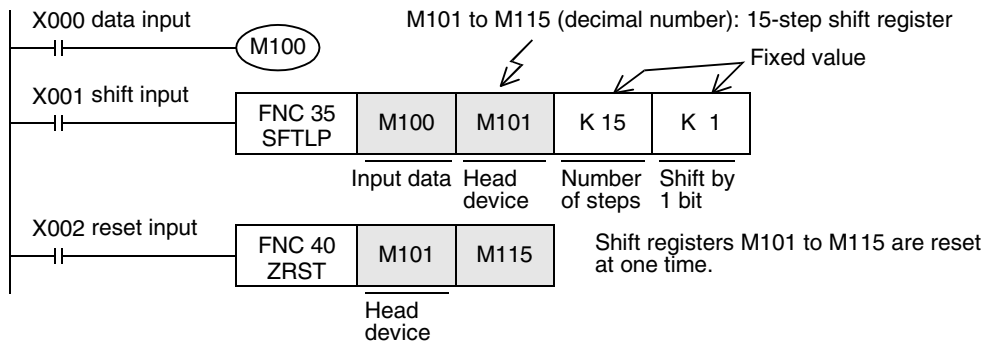 X000 data input
M101 to M115 (decimal number): 15-step shift register
M100
Fixed value
X001 shift input
FNC 35
SFTLP
M100
M101
K 15
K 1
Input data
Head
device
Number
of steps
Shift by
1 bit
X002 reset input
FNC 40
ZRST
M101
M115
Shift registers M101 to M115 are reset
at one time.
Head
device